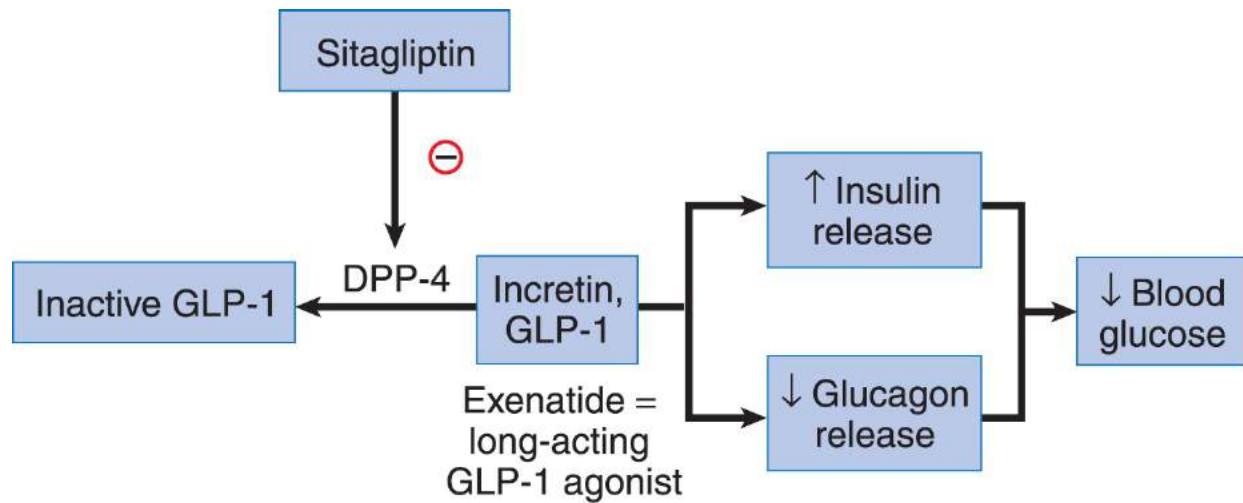 Sitagliptin
⊖
DPP-4
Inactive GLP-1
Incretin,
GLP-1
Exenatide =
long-acting
GLP-1 agonist
↑ Insulin
release
↓ Glucagon
release
↓ Blood
glucose